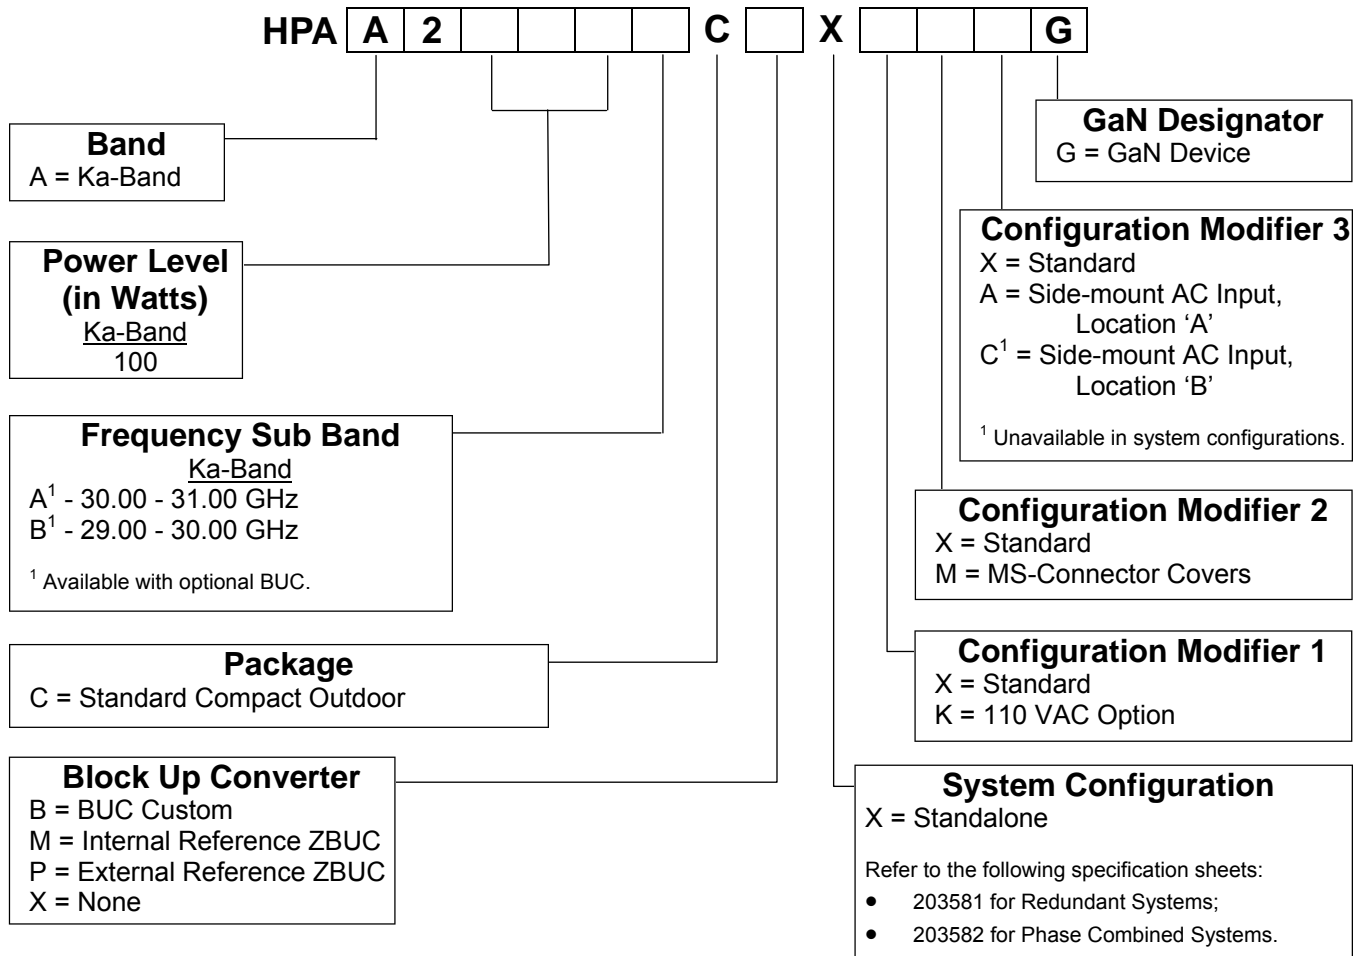 HPA A 2 C X G
Band
A = Ka-Band
Power Level
(in Watts)
Ka-Band
100
Frequency Sub Band
Ka-Band
A¹ - 30.00 - 31.00 GHz
B¹ - 29.00 - 30.00 GHz
¹ Available with optional BUC.
Package
C = Standard Compact Outdoor
Block Up Converter
B = BUC Custom
M = Internal Reference ZBUC
P = External Reference ZBUC
X = None
GaN Designator
G = GaN Device
Configuration Modifier 3
X = Standard
A = Side-mount AC Input,
Location ‘A’
C¹ = Side-mount AC Input,
Location ‘B’
¹ Unavailable in system configurations.
Configuration Modifier 2
X = Standard
M = MS-Connector Covers
Configuration Modifier 1
X = Standard
K = 110 VAC Option
System Configuration
X = Standalone
Refer to the following specification sheets:
• 203581 for Redundant Systems;
• 203582 for Phase Combined Systems.